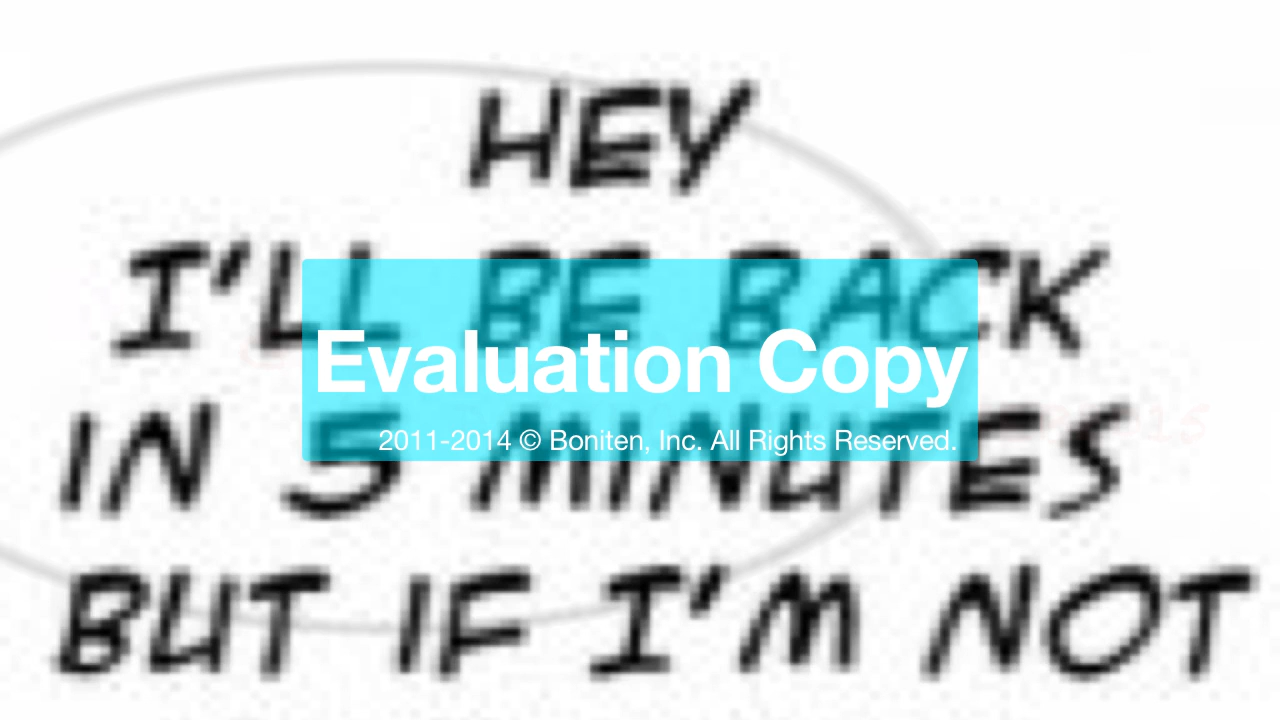 HEY
I'LL BE BACK
Evaluation Copy
IN 5 MINUTES
2011-2014 © Boniten, Inc. All Rights Reserved.
BUT IF I'M NOT